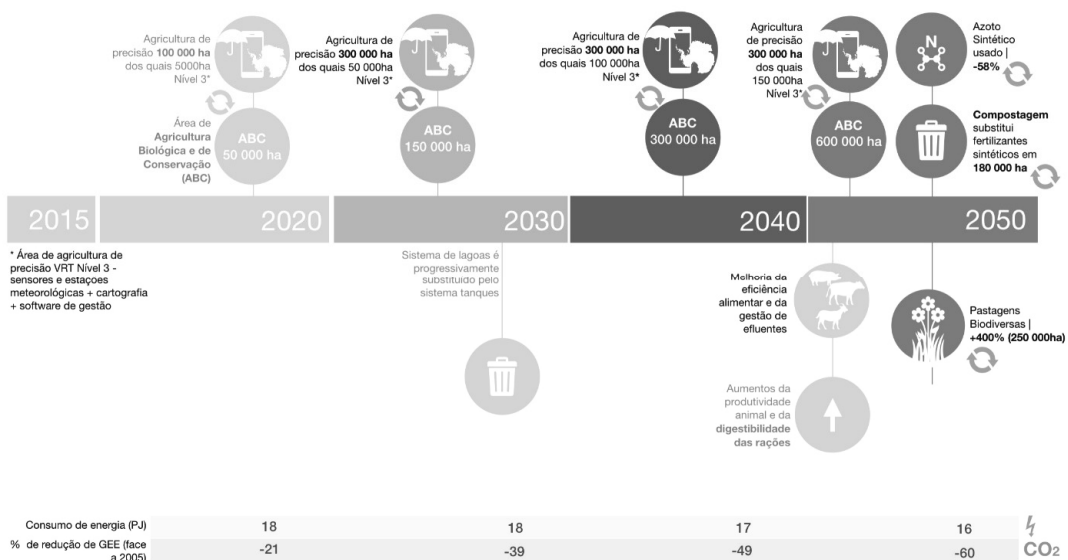 Agricultura de
precisão 100 000 ha
dos quais 5000ha
Nível 3*
Agricultura de
precisão 300 000 ha
dos quais 50 000ha
Nível 3*
Agricultura de
precisão 300 000 ha
dos quais 100 000ha
Nível 3*
Agricultura
de precisão
300 000 ha
dos quais
150 000ha
Nível 3*
N
Azoto
Sintético
usado |
-58%
Área de
Agricultura
Biológica e de
Conservação
(ABC)
ABC
50 000 ha
ABC
150 000 ha
ABC
300 000 ha
ABC
600 000 ha
Compostagem
substitui
fertilizantes
sintéticos em
180 000 ha
2015
2020
2030
2040
2050
* Área de agricultura de
precisão VRT Nível 3 -
sensores e estações
meteorológicas + cartografia
+ software de gestão
Sistema de lagoas é
progressivamente
substituído pelo
sistema tanques
Melhoria da
eficiência
alimentar e da
gestão de
efluentes
Pastagens
Biodiversas |
+400% (250 000ha)
Aumentos da
produtividade
animal e da
digestibilidade
das rações
Consumo de energia (PJ) 18 18 17 16
% de redução de GEE (face
a 2005) -21 -39 -49 -60
CO2